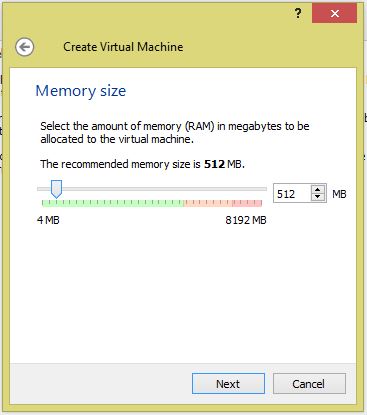 ?
Create Virtual Machine
Memory size
Select the amount of memory (RAM) in megabytes to be
allocated to the virtual machine.
The recommended memory size is 512 MB.
512 MB
4 MB 8192 MB
Next Cancel